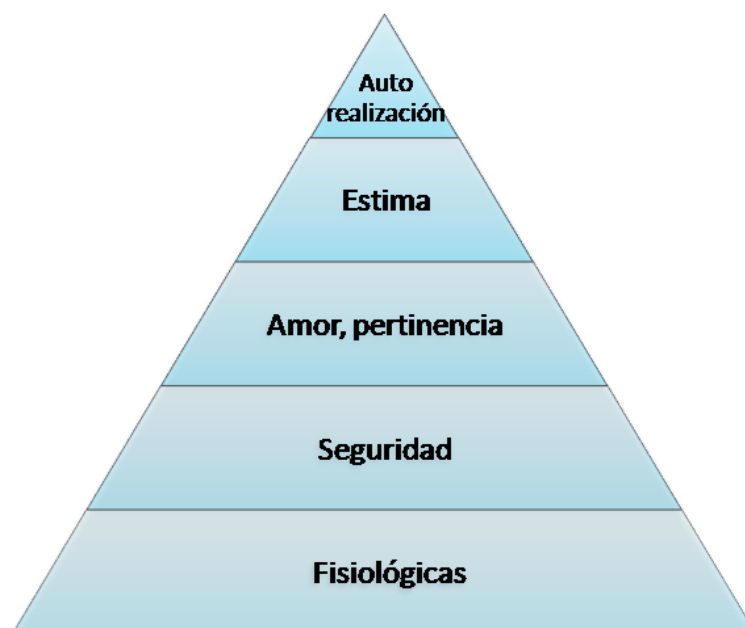 Auto
realización
Estima
Amor, pertinencia
Seguridad
Fisiológicas